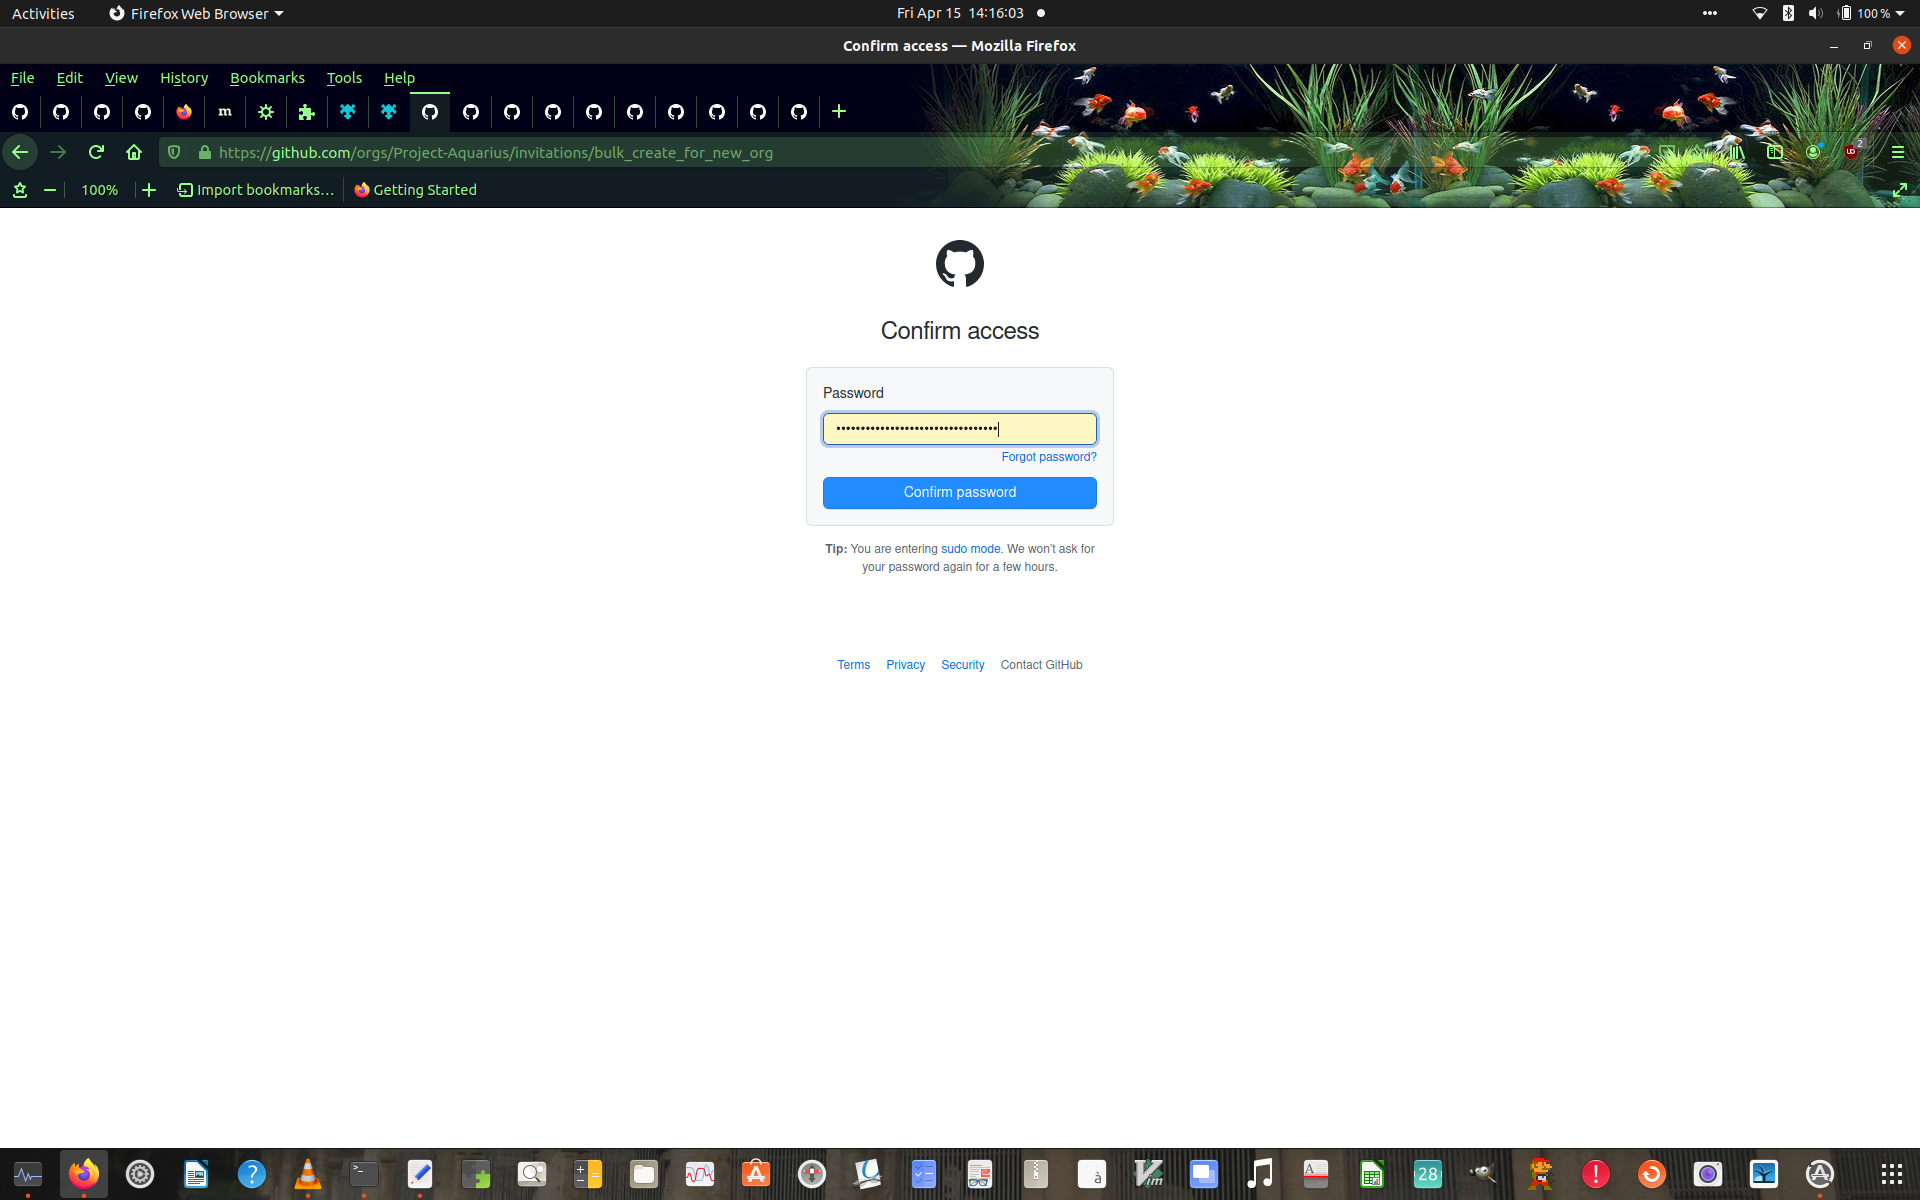 Activities
Firefox Web Browser
Fri Apr 15 14:16:03
100 %
Confirm access — Mozilla Firefox
File Edit View History Bookmarks Tools Help
m
https://github.com/orgs/Project-Aquarius/invitations/bulk_create_for_new_org
2
100%
Import bookmarks…
Getting Started
Confirm access
Password
Forgot password?
Confirm password
Tip: You are entering sudo mode. We won't ask for
your password again for a few hours.
Terms Privacy Security Contact GitHub
28